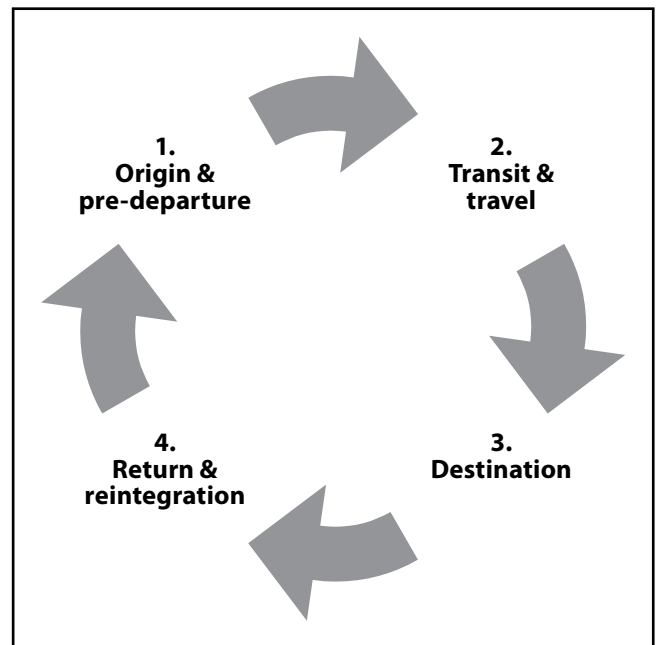 1.
Origin &
pre-departure
2.
Transit &
travel
3.
Destination
4.
Return &
reintegration